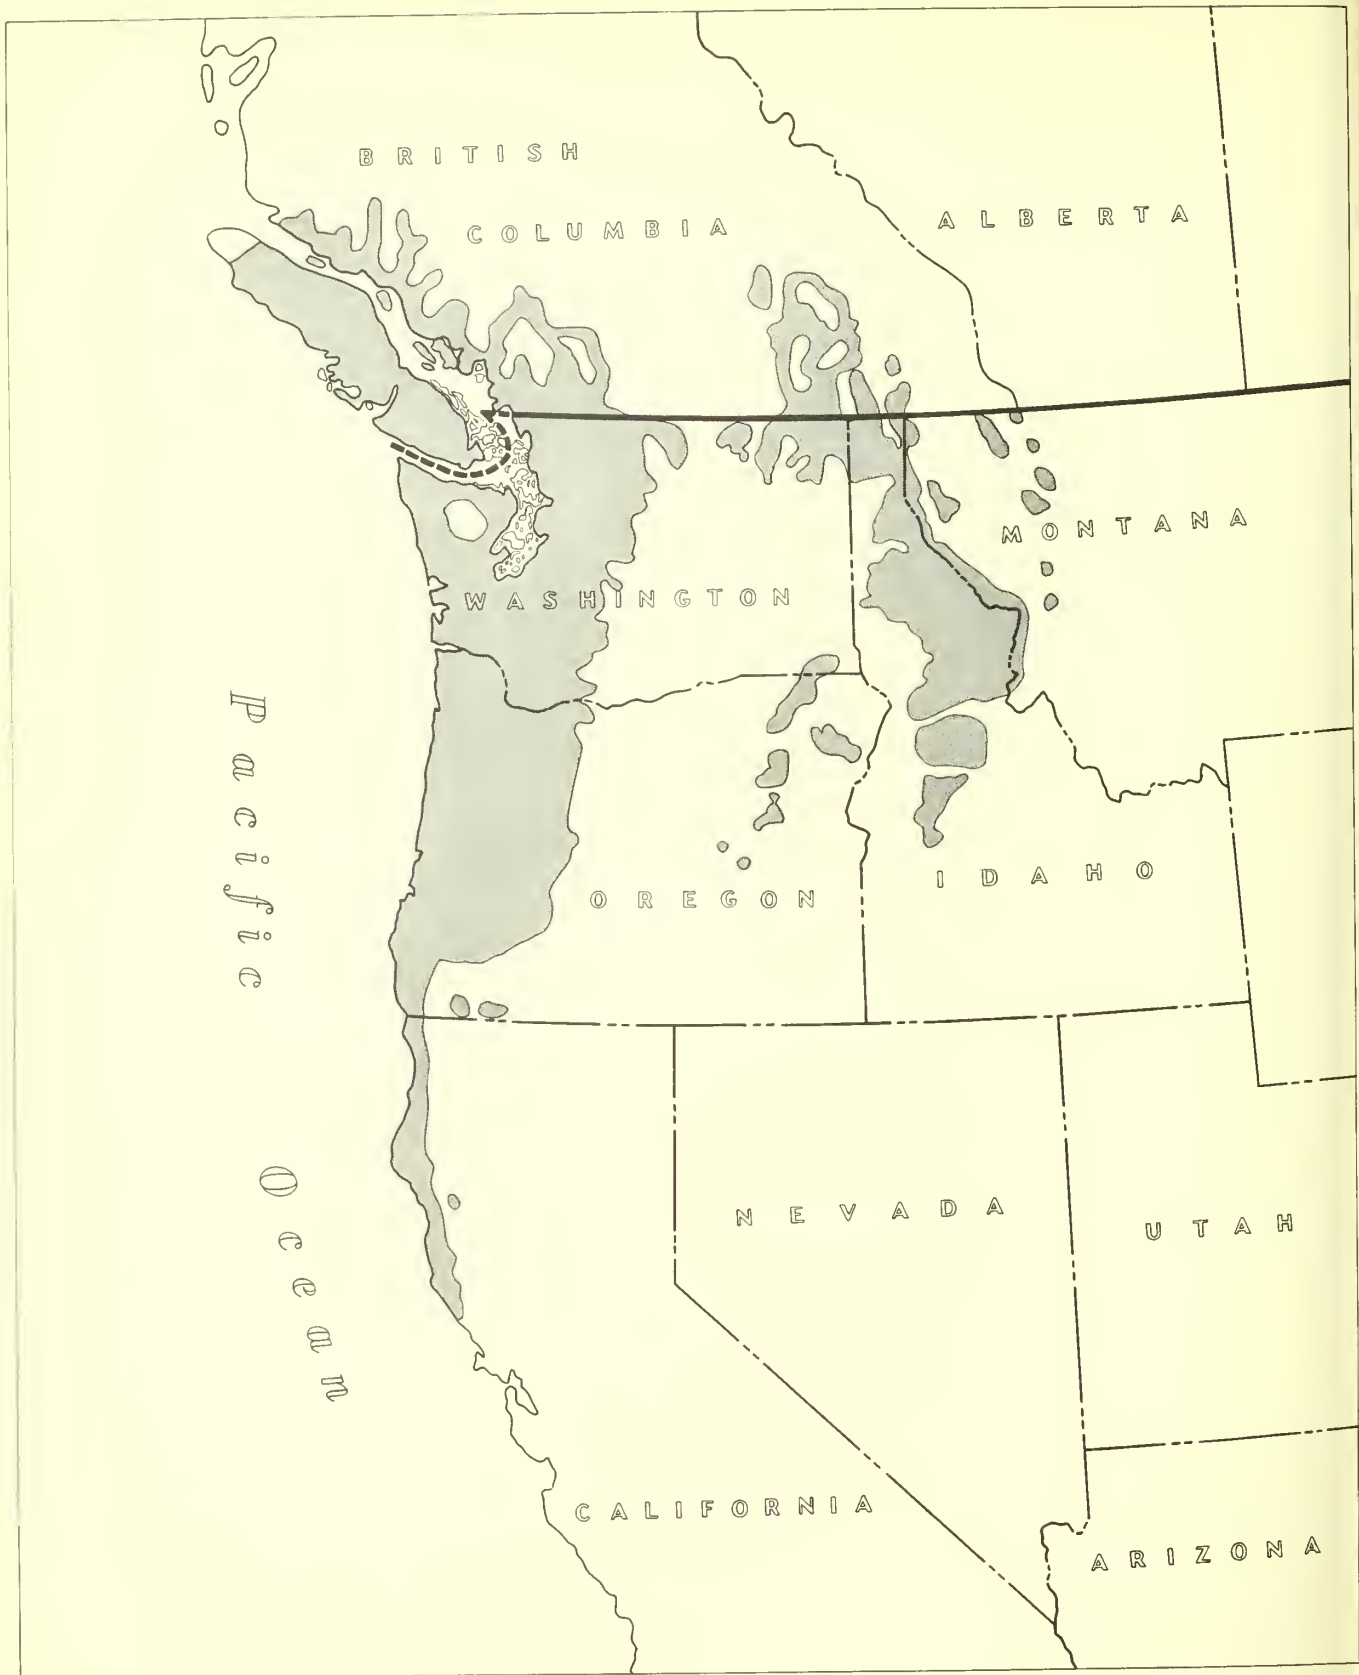 BRITISH
COLUMBIA
ALBERTA
MONTANA
WASHINGTON
Pacific
Ocean
OREGON
IDAHO
NEVADA
UTAH
CALIFORNIA
ARIZONA